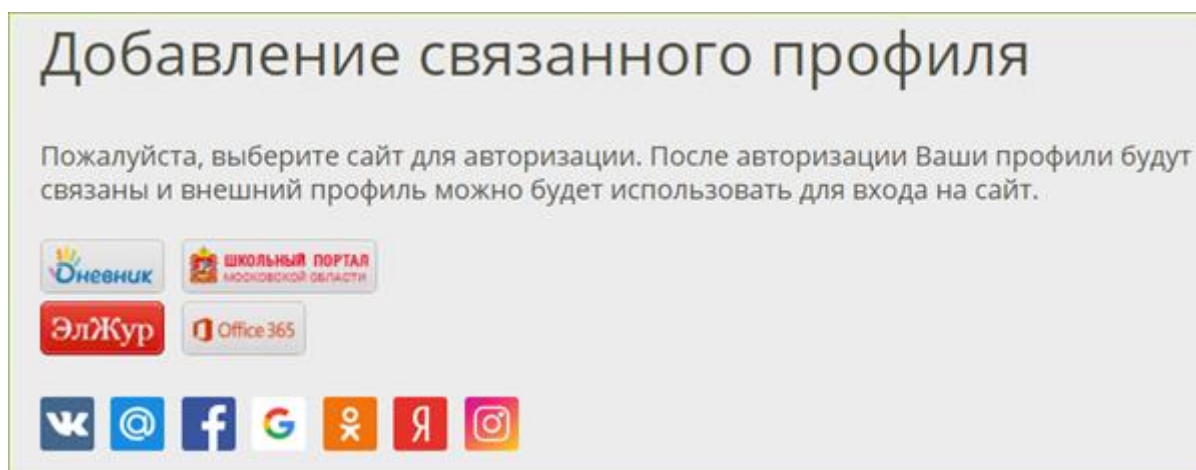 Добавление связанного профиля
Пожалуйста, выберите сайт для авторизации. После авторизации Ваши профили будут
связаны и внешний профиль можно будет использовать для входа на сайт.
Дневник
ШКОЛЬНЫЙ ПОРТАЛ
МОСКОВСКОЙ ОБЛАСТИ
ЭлЖур
Office 365